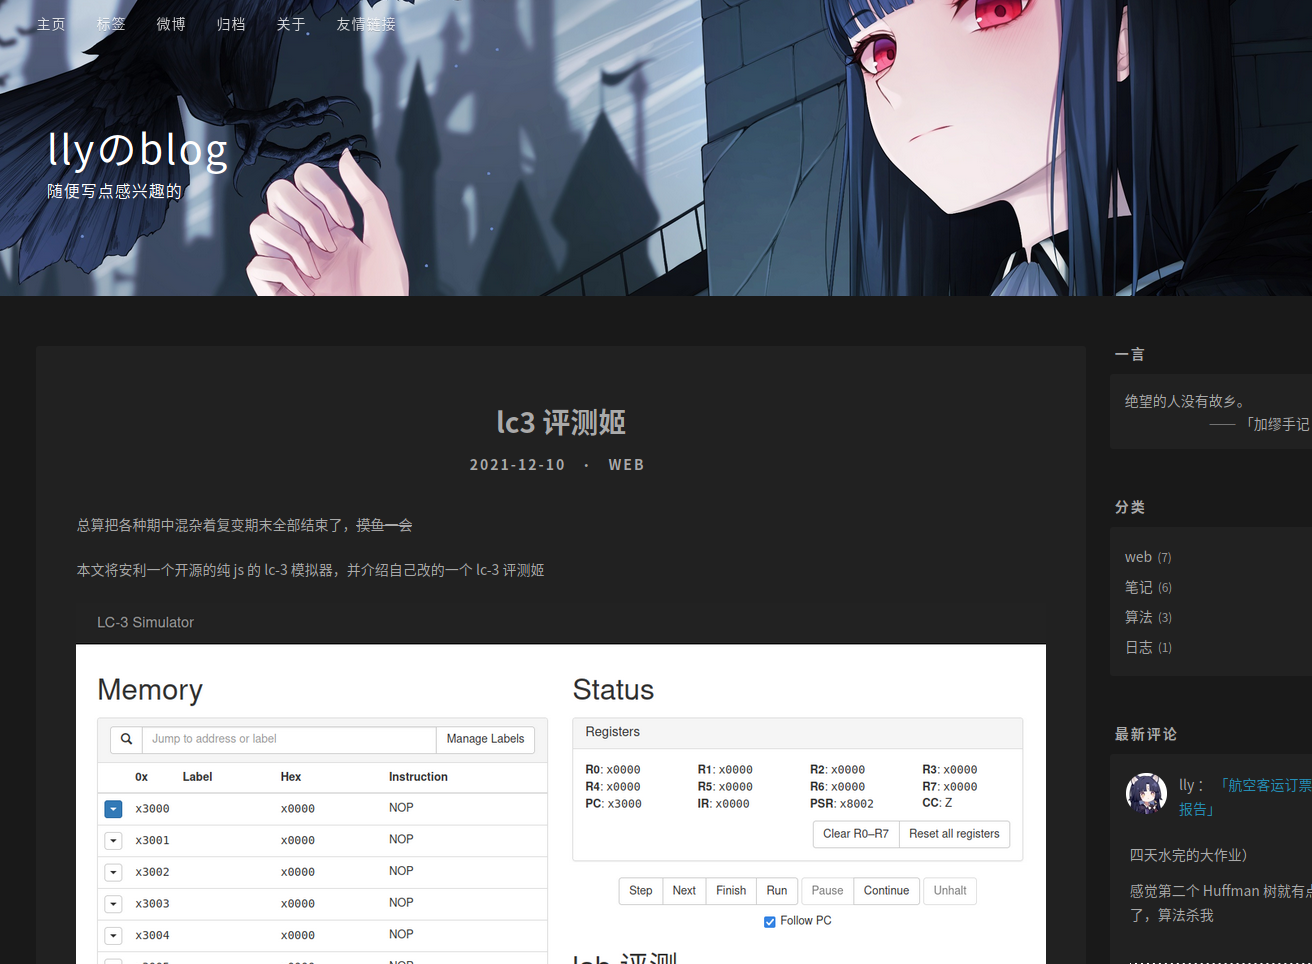 主页 标签 微博 归档 关于 友情链接
llyのblog
随便写点感兴趣的
lc3 评测姬
2021-12-10 · WEB
总算把各种期中混杂着复变期末全部结束了，摸鱼一会
本文将安利一个开源的纯 js 的 lc-3 模拟器，并介绍自己改的一个 lc-3 评测姬
LC-3 Simulator
Memory
Jump to address or label Manage Labels
0x Label Hex Instruction
x3000 x0000 NOP
x3001 x0000 NOP
x3002 x0000 NOP
x3003 x0000 NOP
x3004 x0000 NOP
Status
Registers
R0: x0000 R1: x0000 R2: x0000 R3: x0000
R4: x0000 R5: x0000 R6: x0000 R7: x0000
PC: x3000 IR: x0000 PSR: x8002 CC: Z
Clear R0–R7 Reset all registers
Step Next Finish Run Pause Continue Unhalt
Follow PC
lab 评测
一言
绝望的人没有故乡。
—— 「加缪手记
分类
web (7)
笔记 (6)
算法 (3)
日志 (1)
最新评论
lly： 「航空客运订票
报告」
四天水完的大作业）
感觉第二个 Huffman 树就有点
了，算法杀我